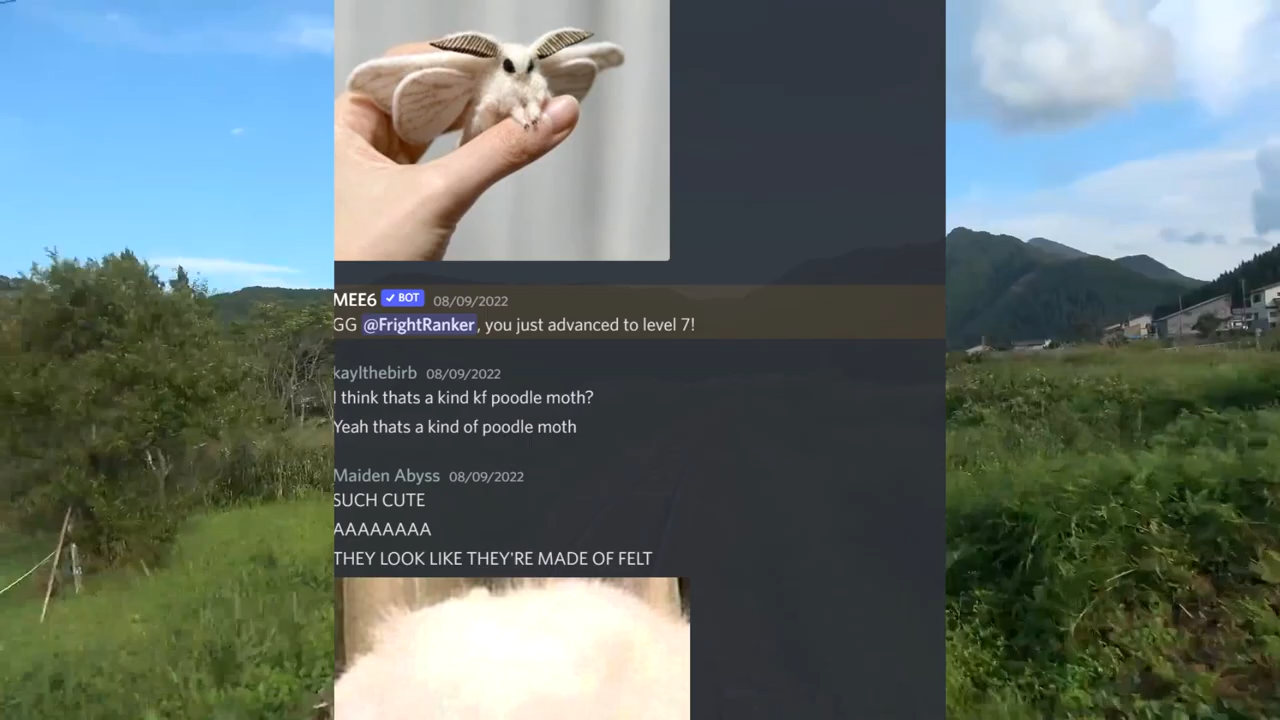 MEE6 ✔ BOT 08/09/2022
GG @FrightRanker, you just advanced to level 7!
kaylthebirb 08/09/2022
I think thats a kind kf poodle moth?
Yeah thats a kind of poodle moth
Maiden Abyss 08/09/2022
SUCH CUTE
AAAAAAAA
THEY LOOK LIKE THEY'RE MADE OF FELT